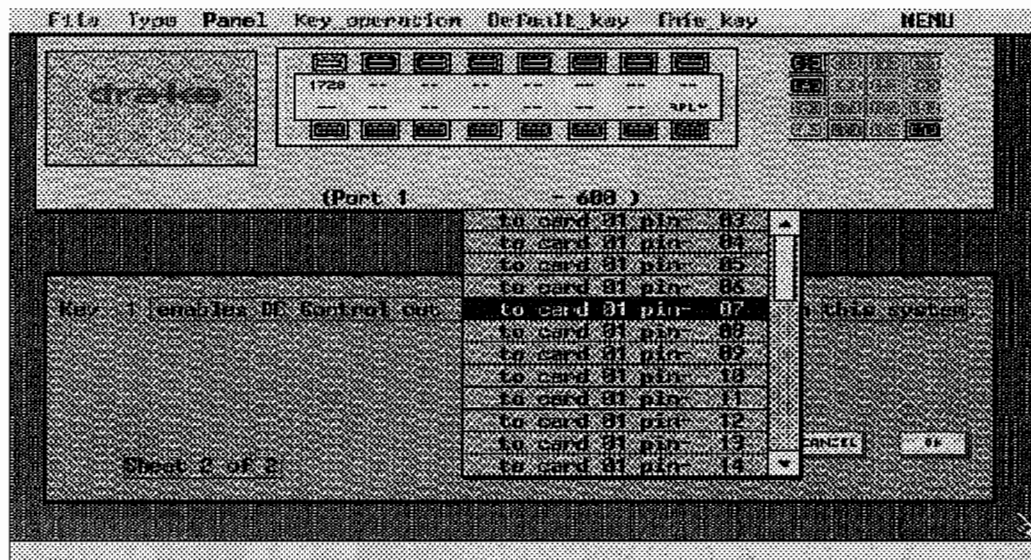 File Type Panel Key_operation Default_key This_key MENU
drake
1728 -- -- -- -- -- -- --
-- -- -- -- -- -- -- RPLY
(Port 1 - 600 )
to card 01 pin- 03
to card 01 pin- 04
to card 01 pin- 05
to card 01 pin- 06
Key 1 enables DC Control out to card 01 pin- 07 this system.
to card 01 pin- 08
to card 01 pin- 09
to card 01 pin- 10
to card 01 pin- 11
to card 01 pin- 12
to card 01 pin- 13
CANCEL OK
Sheet 2 of 2
to card 01 pin- 14